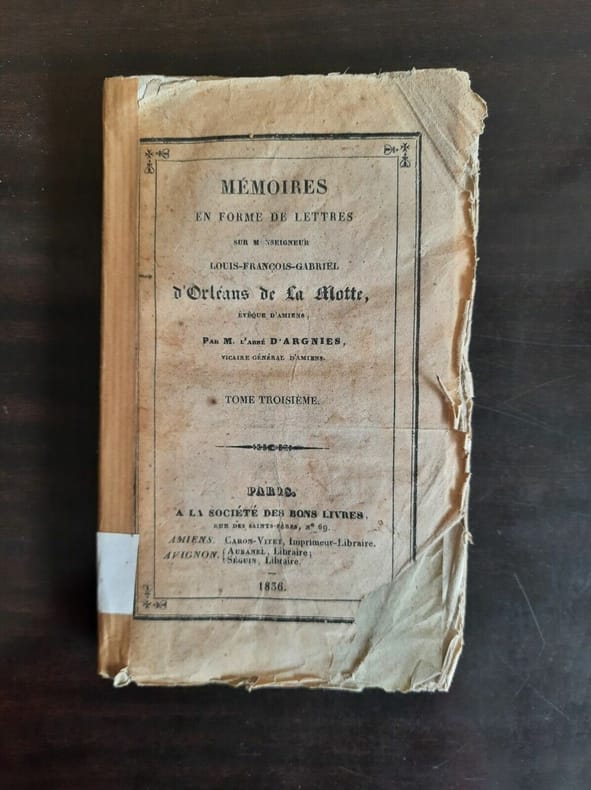 MÉMOIRES
EN FORME DE LETTRES
SUR M NSEIGNEUR
LOUIS-FRANÇOIS-GABRIEL
d'Orléans de La Motte,
ÉVÊQUE D'AMIENS,
PAR M. L'ABBÉ D'ARGNIES,
VICAIRE GÉNÉRAL D'AMIENS.
TOME TROISIÈME.
PARIS.
A LA SOCIÉTÉ DES BONS LIVRES,
RUE DES SAINTS-PÈRES, Nº 69.
AMIENS. CARON-VITET, Imprimeur-Libraire.
AVIGNON. { AUBANEL, Libraire;
{ SEGUIN, Libraire.
1836.